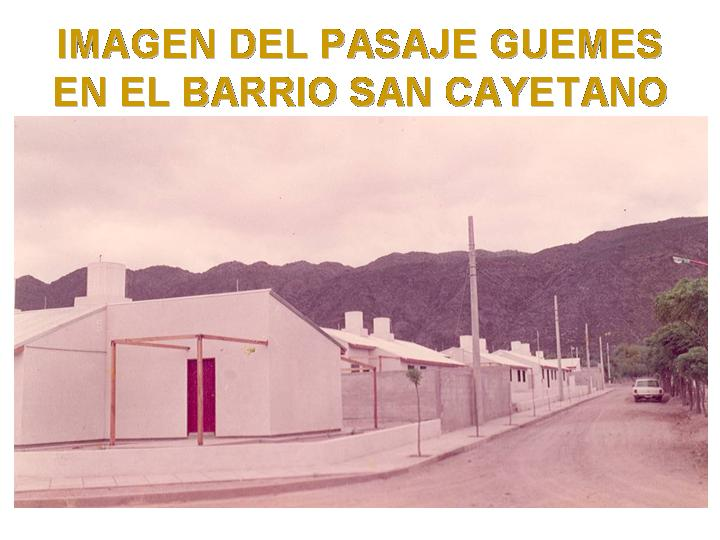 IMAGEN DEL PASAJE GUEMES
EN EL BARRIO SAN CAYETANO